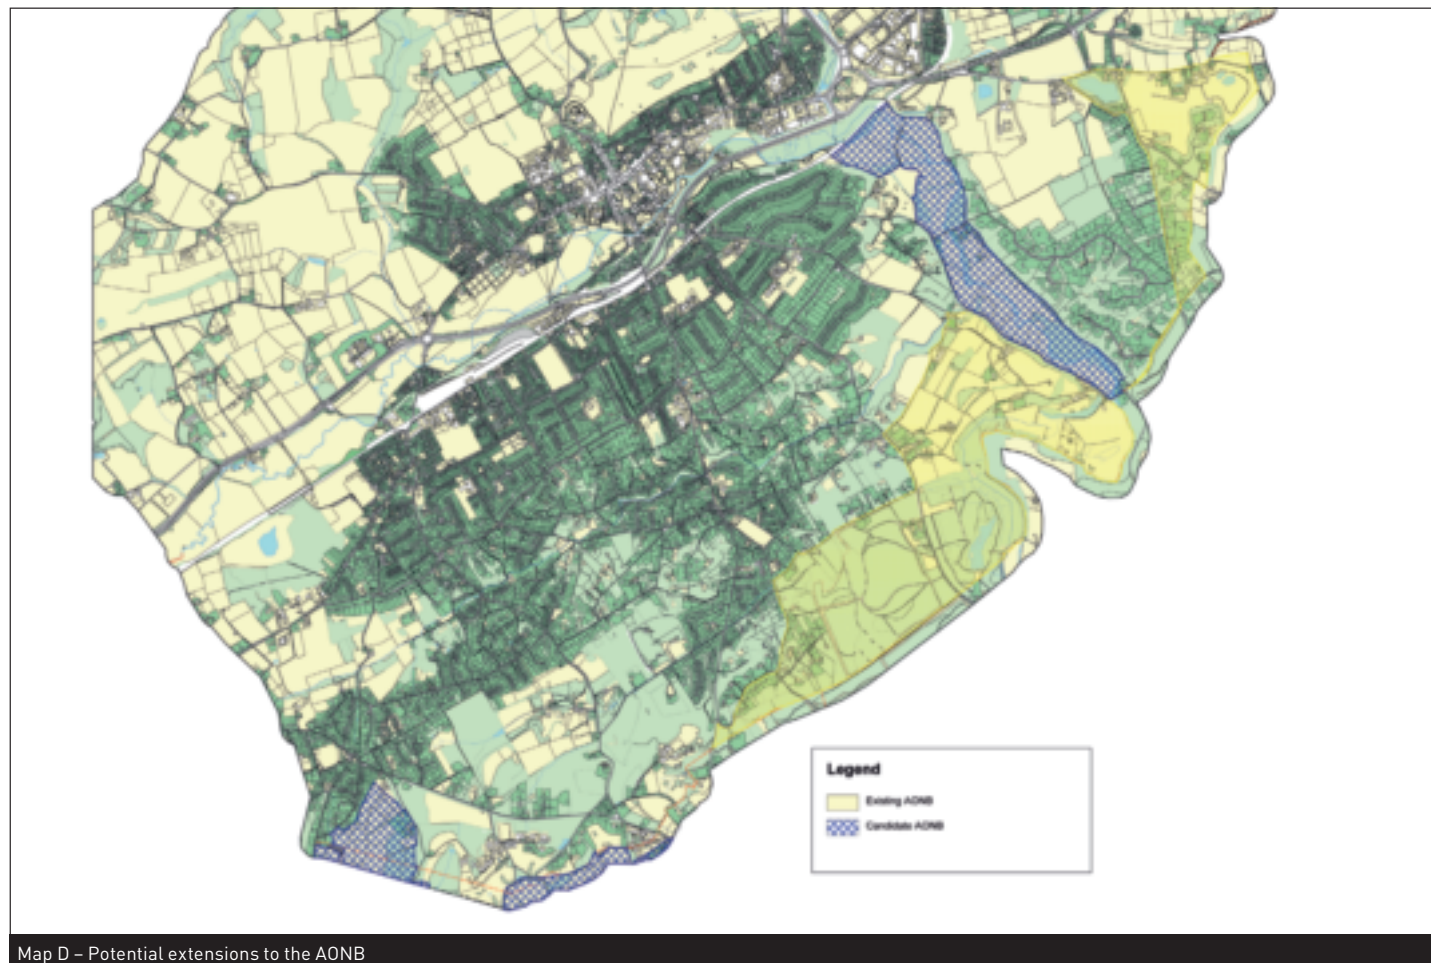 Legend
Existing AONB
Candidate AONB
Map D – Potential extensions to the AONB